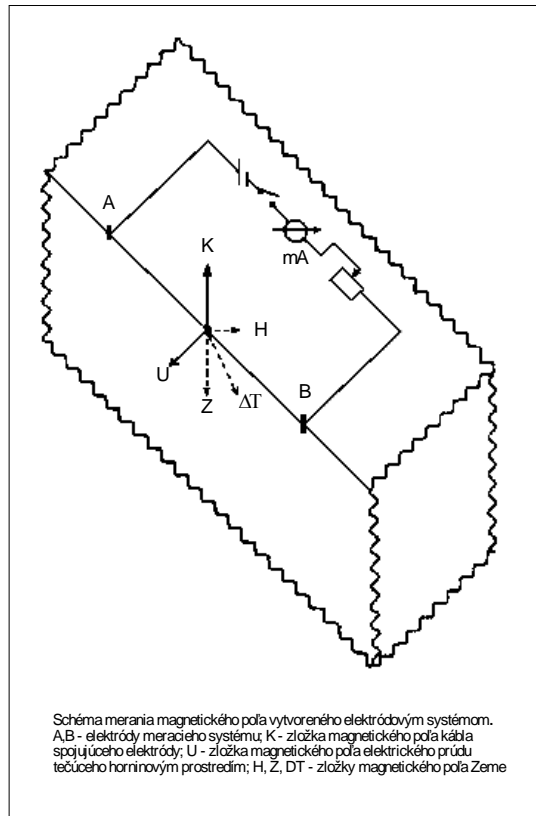 A
K
mA
H
U
Z
ΔT
B
Schéma merania magnetického poľa vytvoreného elektródovým systémom.
A,B - elektródy meracieho systému; K - zložka magnetického poľa kábla
spojujúceho elektródy; U - zložka magnetického poľa elektrického prúdu
tečúceho horninovým prostredím; H, Z, DT - zložky magnetického poľa Zeme